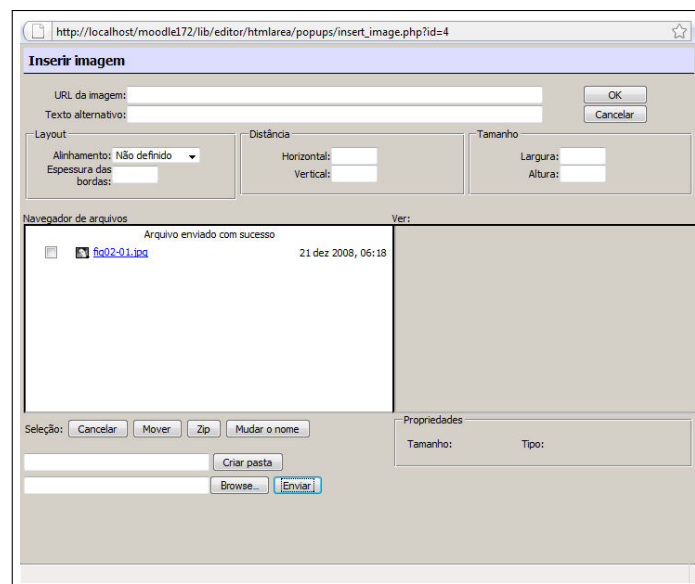 http://localhost/moodle172/lib/editor/htmlarea/popups/insert_image.php?id=4
Inserir imagem
URL da imagem:
OK
Texto alternativo:
Cancelar
Layout
Alinhamento: Não definido
Espessura das
bordas:
Distância
Horizontal:
Vertical:
Tamanho
Largura:
Altura:
Navegador de arquivos
Ver:
Arquivo enviado com sucesso
fig02-01.jpg 21 dez 2008, 06:18
Seleção: Cancelar Mover Zip Mudar o nome
Propriedades
Tamanho: Tipo:
Criar pasta
Browse... Enviar